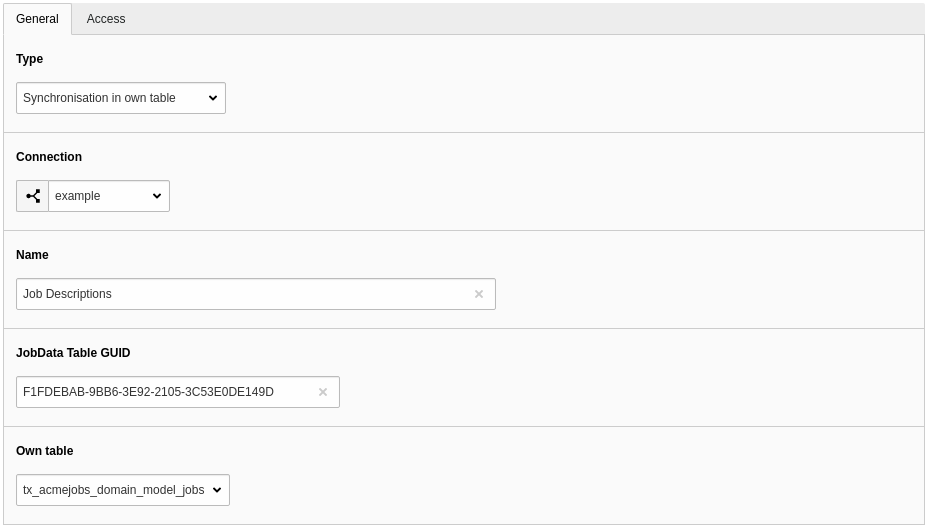 General Access
Type
Synchronisation in own table
Connection
example
Name
Job Descriptions
JobData Table GUID
F1FDEBAB-9BB6-3E92-2105-3C53E0DE149D
Own table
tx_acmejobs_domain_model_jobs